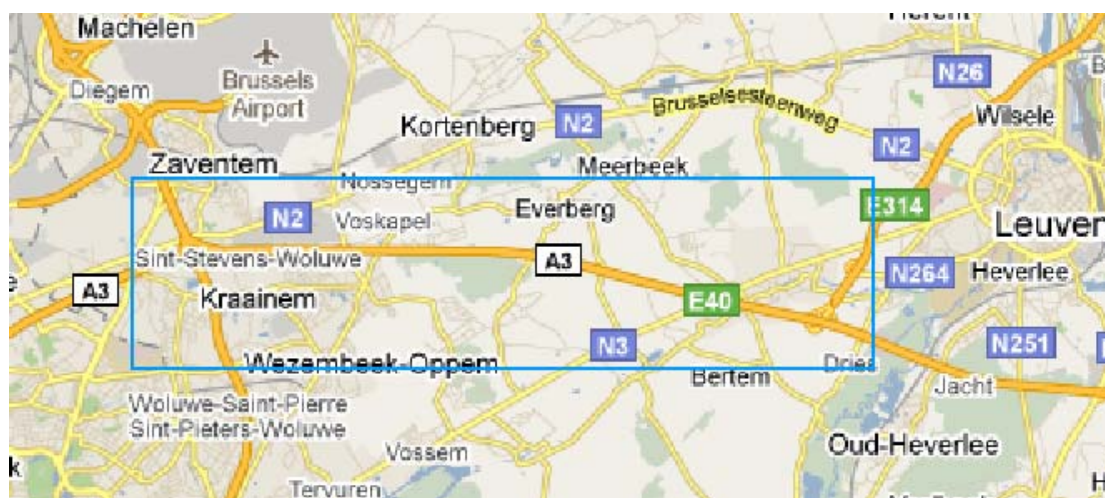 Machelen
Diegem
Brussels
Airport
N26
Brusselsesteenweg
Wilsele
Kortenberg
N2
N2
Zaventem
Meerbeek
Nossegem
N2
Voskapel
Everberg
E314
Leuven
Sint-Stevens-Woluwe
A3
A3
N264
Heverlee
Kraainem
E40
N3
N251
Wezembeek-Oppem
Bertem
Dries
Jacht
Woluwe-Saint-Pierre
Sint-Pieters-Woluwe
Vossem
Oud-Heverlee
Tervuren